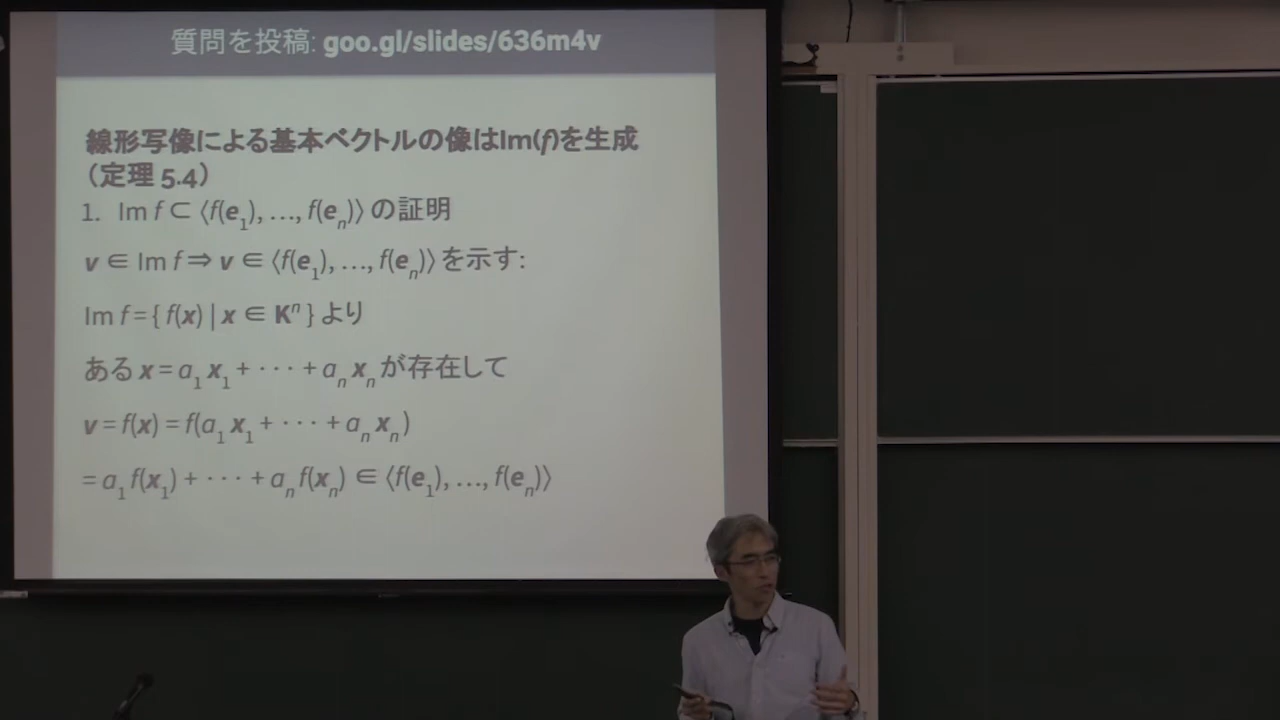 質問を投稿: goo.gl/slides/636m4v
線形写像による基本ベクトルの像はIm(f)を生成
（定理 5.4）
1. Im f ⊂ ⟨f(e₁), …, f(eₙ)⟩ の証明
v ∈ Im f ⇒ v ∈ ⟨f(e₁), …, f(eₙ)⟩ を示す:
Im f = { f(x) | x ∈ Kⁿ } より
ある x = a₁ x₁ + · · · + aₙ xₙ が存在して
v = f(x) = f(a₁ x₁ + · · · + aₙ xₙ)
= a₁ f(x₁) + · · · + aₙ f(xₙ) ∈ ⟨f(e₁), …, f(eₙ)⟩